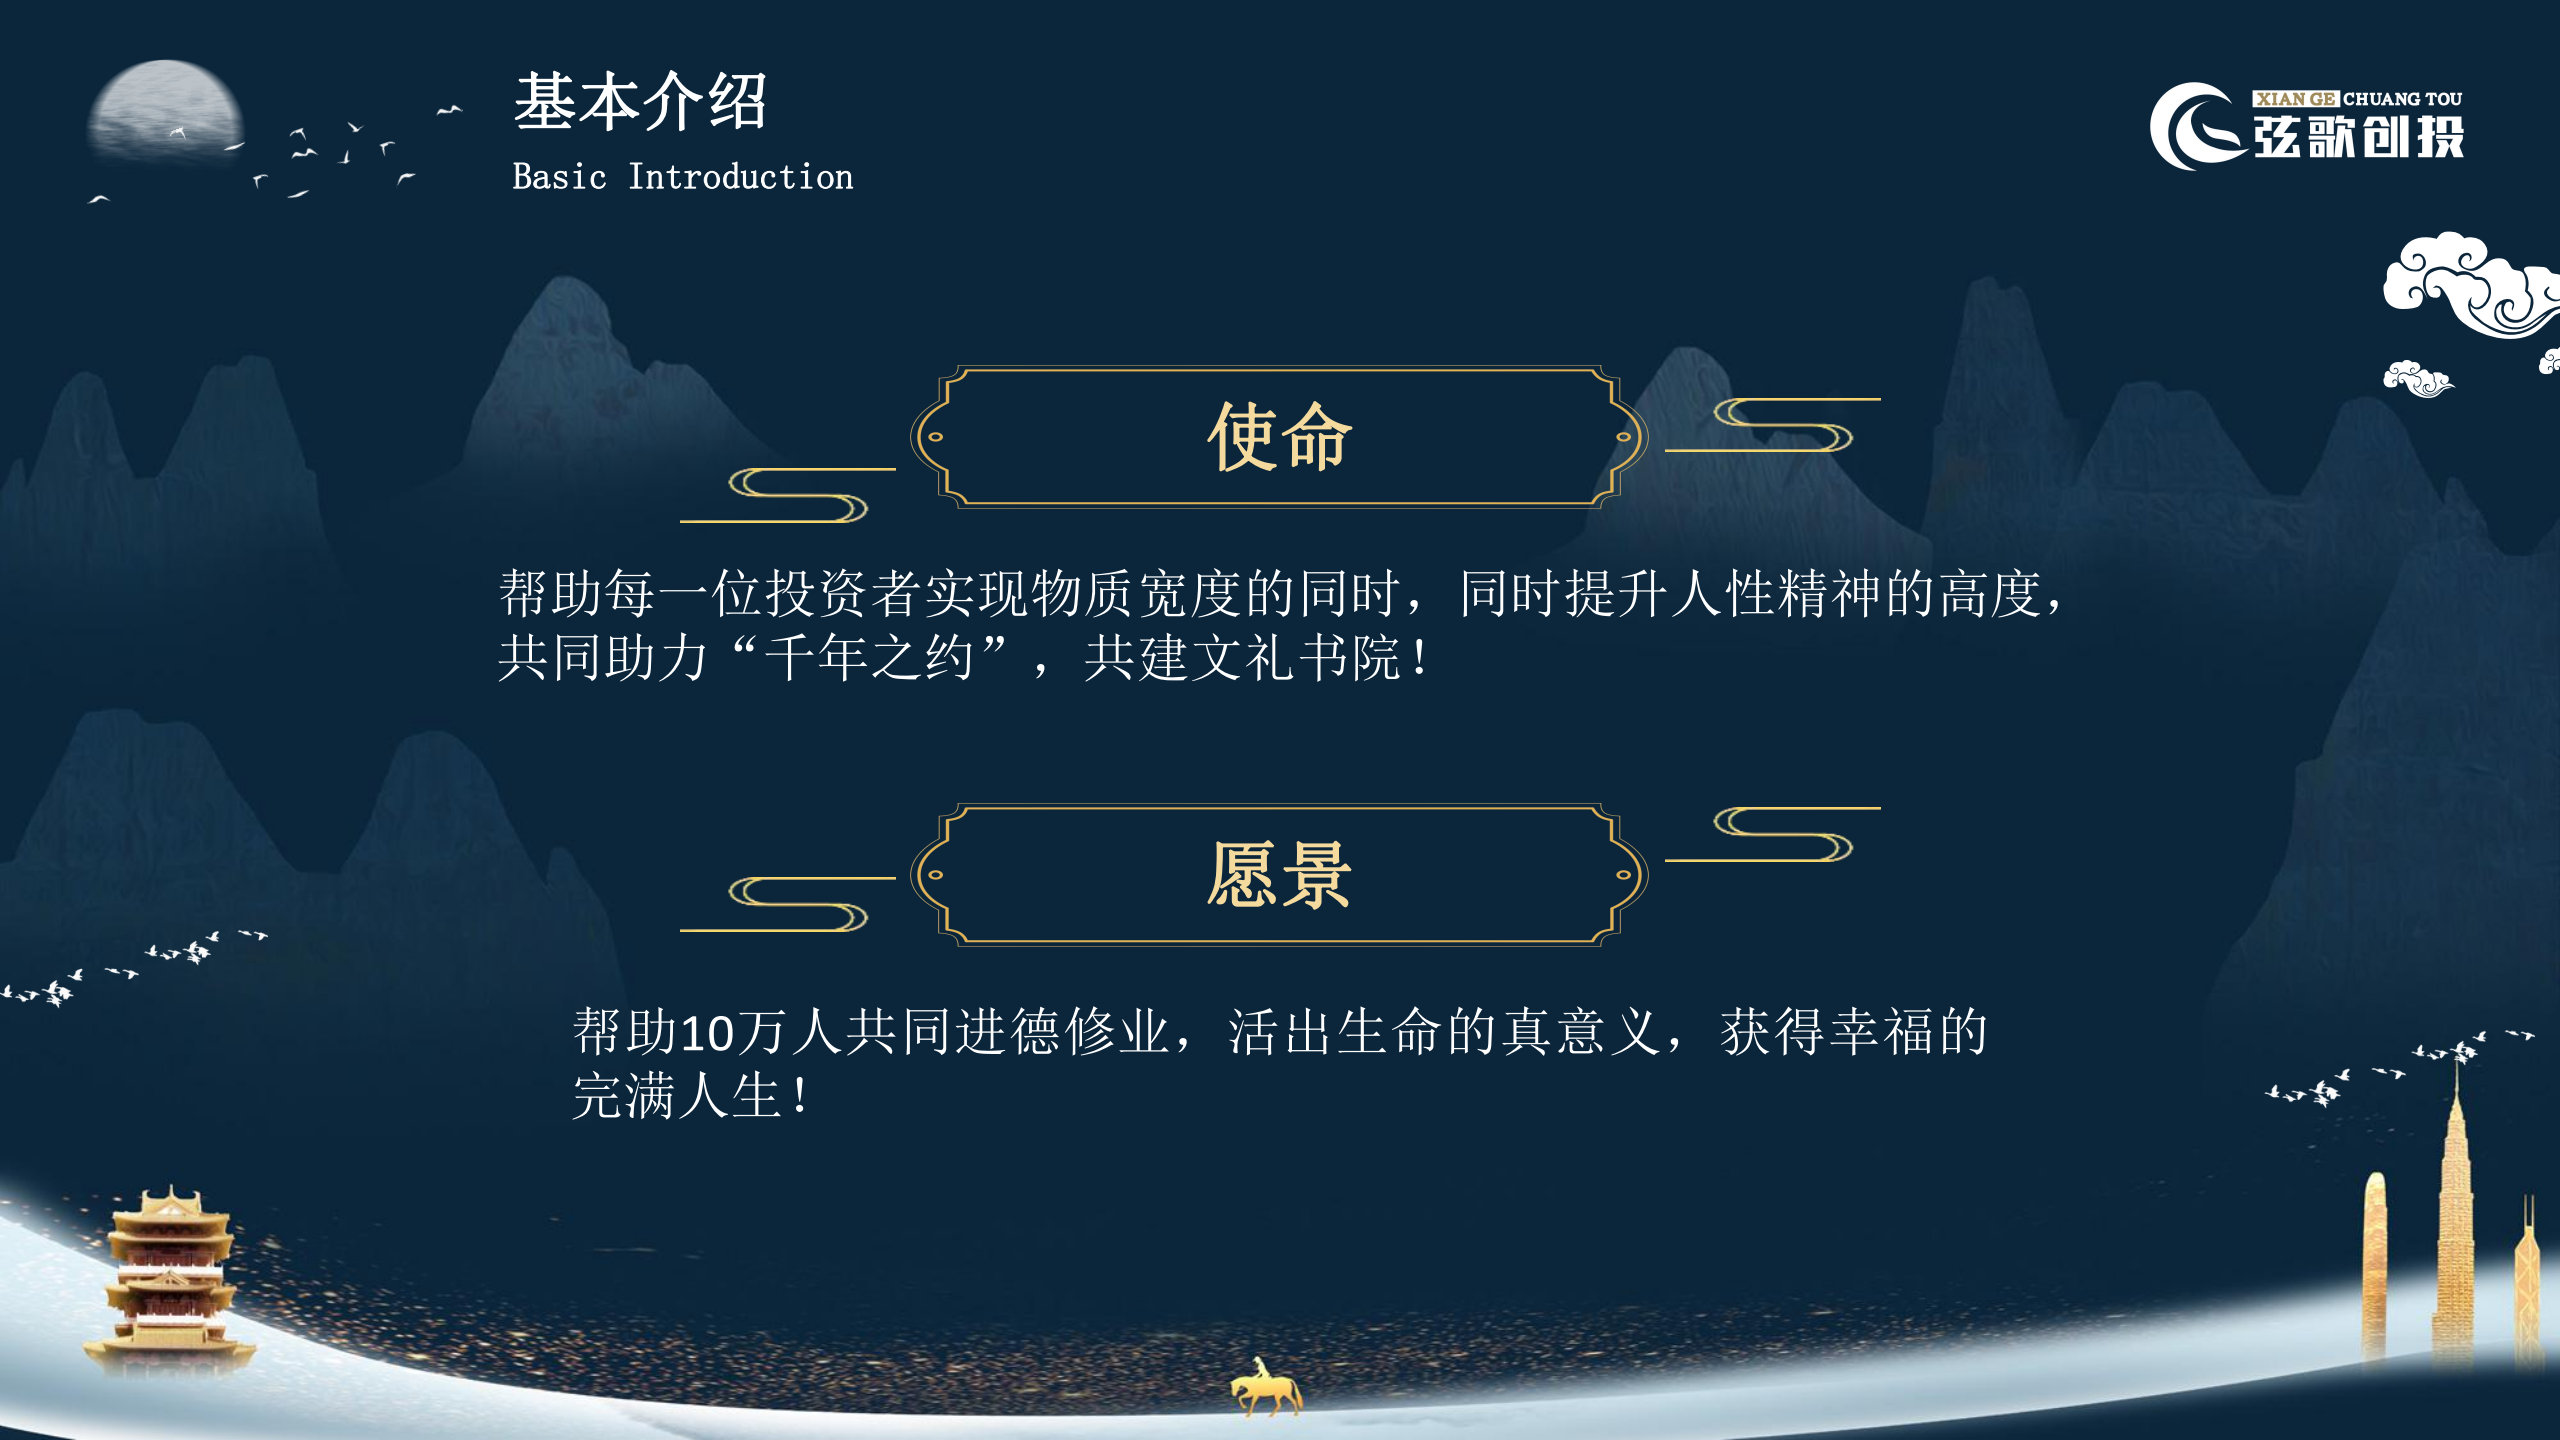 基本介绍
Basic Introduction
XIAN GE CHUANG TOU
弦歌创投
使命
帮助每一位投资者实现物质宽度的同时，同时提升人性精神的高度，
共同助力“千年之约”，共建文礼书院！
愿景
帮助10万人共同进德修业，活出生命的真意义，获得幸福的
完满人生！